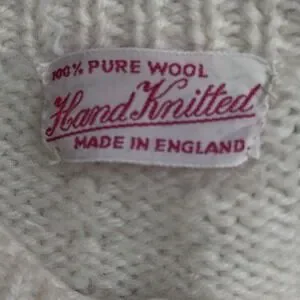 100% PURE WOOL
Hand Knitted
MADE IN ENGLAND